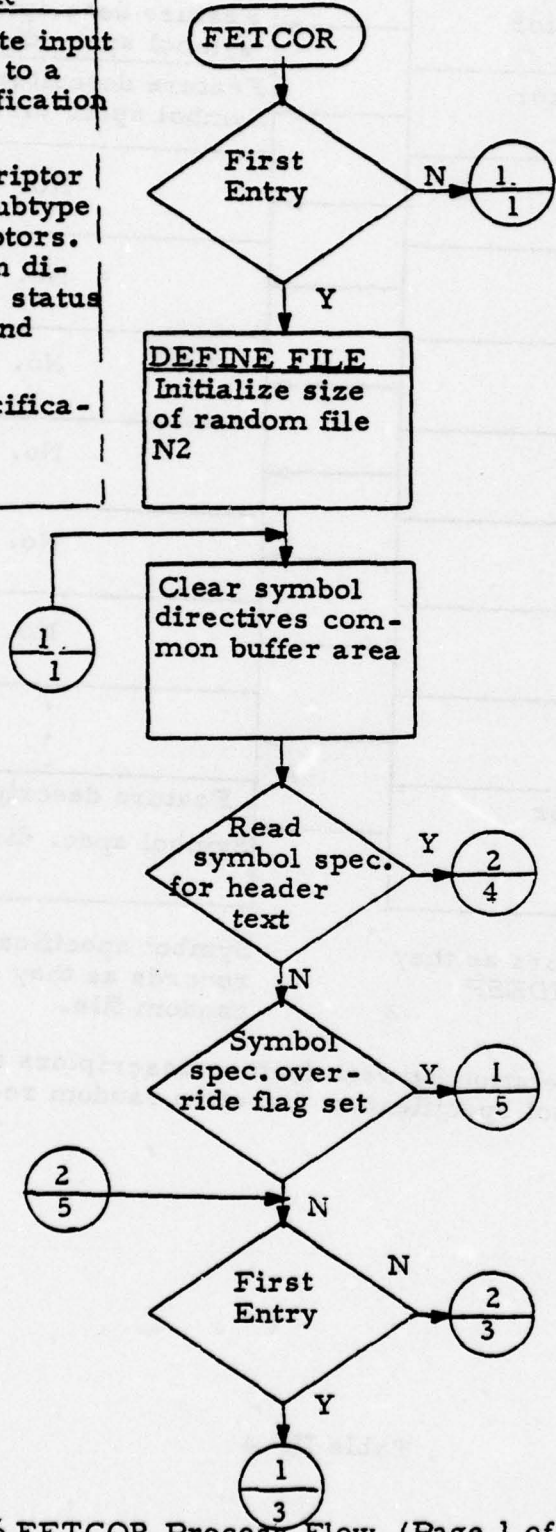 te input
to a
fication
riptor
ubtype
ptors.
n di-
status
nd
cifica-
FETCOR
First
Entry
N
1
1
Y
DEFINE FILE
Initialize size
of random file
N2
Clear symbol
directives com-
mon buffer area
1
1
Read
symbol spec.
for header
text
Y
2
4
N
Symbol
spec. over-
ride flag set
Y
1
5
2
5
N
First
Entry
N
2
3
Y
1
3
FETCOR Process Flow (Page 1 of